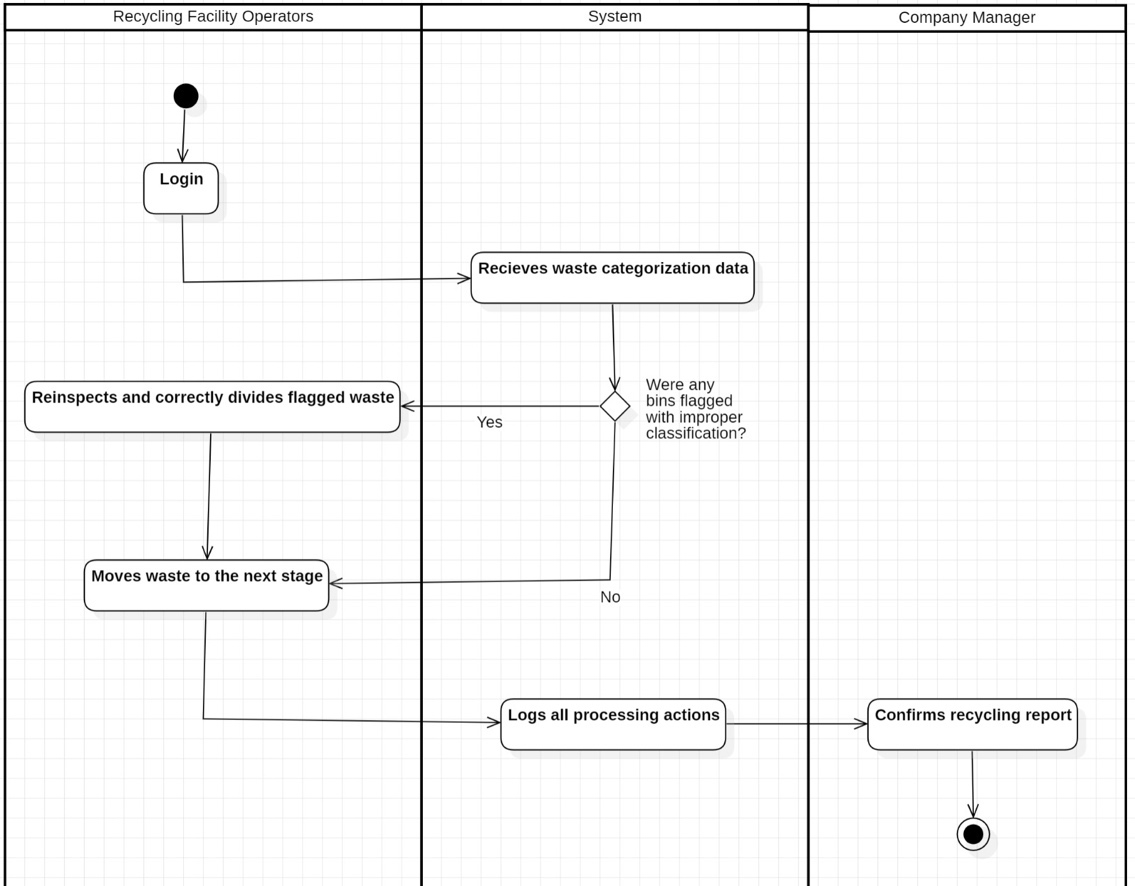 Recycling Facility Operators
System
Company Manager
Login
Recieves waste categorization data
Were any
bins flagged
with improper
classification?
Reinspects and correctly divides flagged waste
Yes
Moves waste to the next stage
No
Logs all processing actions
Confirms recycling report